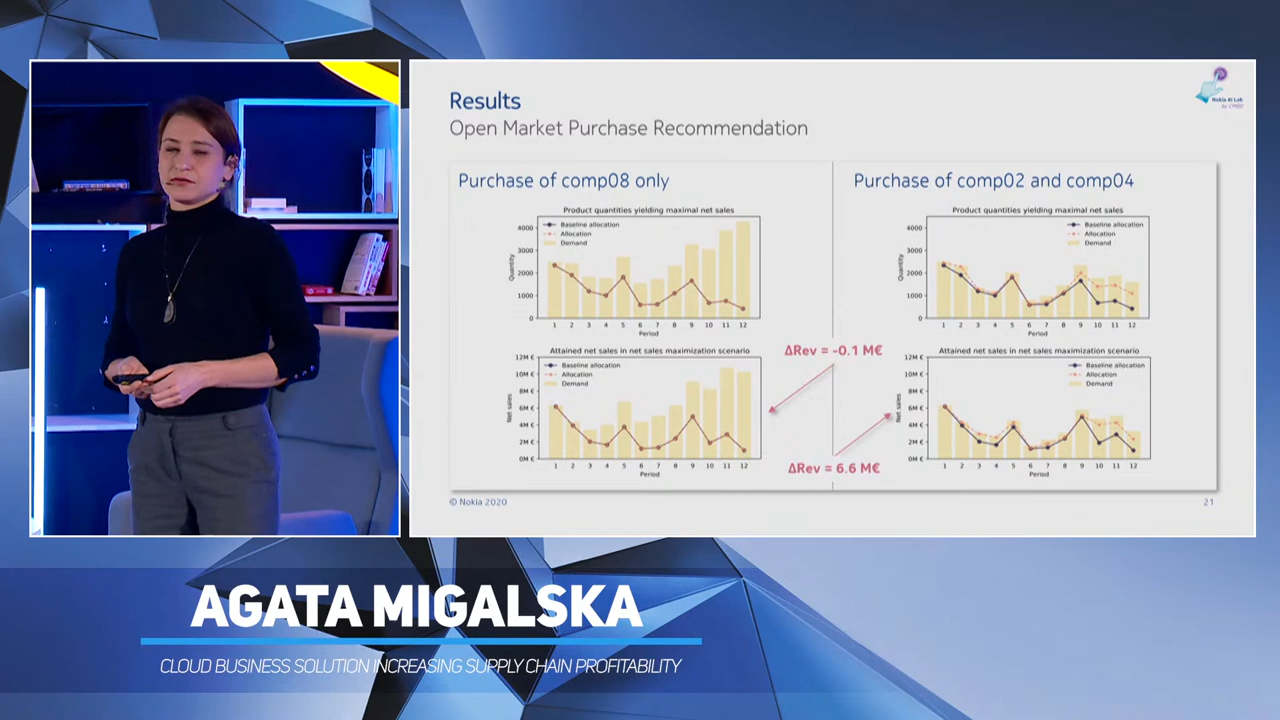 Results
Open Market Purchase Recommendation
Nokia AI Lab
by CTW01
Purchase of comp08 only
Product quantities yielding maximal net sales
Baseline allocation
Allocation
Demand
Quantity
4000
3000
2000
1000
0
1 2 3 4 5 6 7 8 9 10 11 12
Period
Attained net sales in net sales maximization scenario
Baseline allocation
Allocation
Demand
Net sales
12M €
10M €
8M €
6M €
4M €
2M €
0M €
1 2 3 4 5 6 7 8 9 10 11 12
Period
ΔRev = -0.1 M€
ΔRev = 6.6 M€
Purchase of comp02 and comp04
Product quantities yielding maximal net sales
Baseline allocation
Allocation
Demand
Quantity
4000
3000
2000
1000
0
1 2 3 4 5 6 7 8 9 10 11 12
Period
Attained net sales in net sales maximization scenario
Baseline allocation
Allocation
Demand
Net sales
12M €
10M €
8M €
6M €
4M €
2M €
0M €
1 2 3 4 5 6 7 8 9 10 11 12
Period
© Nokia 2020
21
AGATA MIGALSKA
CLOUD BUSINESS SOLUTION INCREASING SUPPLY CHAIN PROFITABILITY